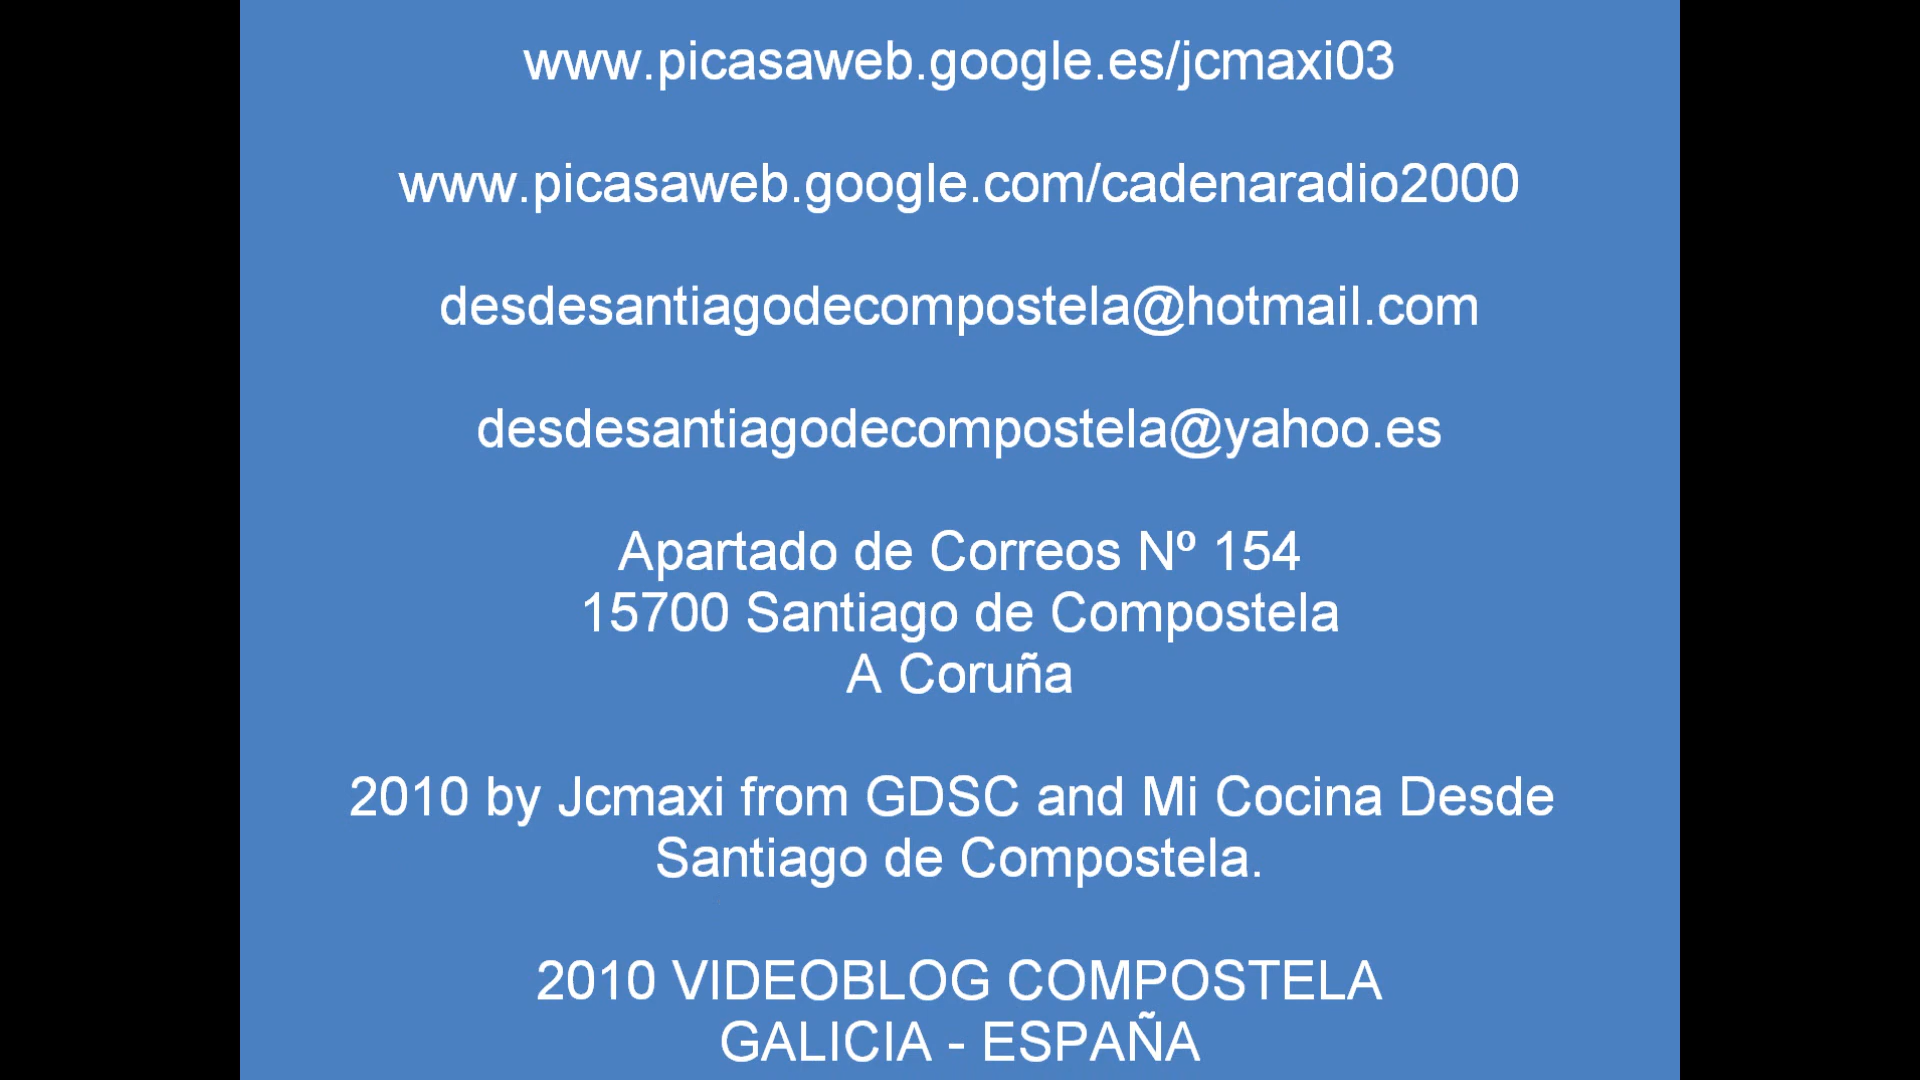 www.picasaweb.google.es/jcmaxi03
www.picasaweb.google.com/cadenaradio2000
desdesantiagodecompostela@hotmail.com
desdesantiagodecompostela@yahoo.es
Apartado de Correos Nº 154
15700 Santiago de Compostela
A Coruña
2010 by Jcmaxi from GDSC and Mi Cocina Desde
Santiago de Compostela.
2010 VIDEOBLOG COMPOSTELA
GALICIA - ESPAÑA